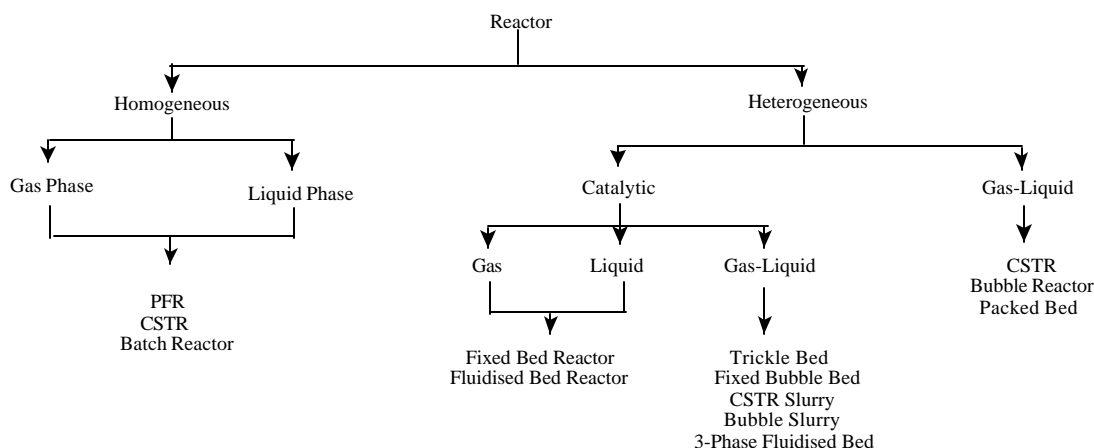 Reactor
Homogeneous
Heterogeneous
Gas Phase
Liquid Phase
Catalytic
Gas-Liquid
Gas
Liquid
Gas-Liquid
CSTR
Bubble Reactor
Packed Bed
PFR
CSTR
Batch Reactor
Fixed Bed Reactor
Fluidised Bed Reactor
Trickle Bed
Fixed Bubble Bed
CSTR Slurry
Bubble Slurry
3-Phase Fluidised Bed